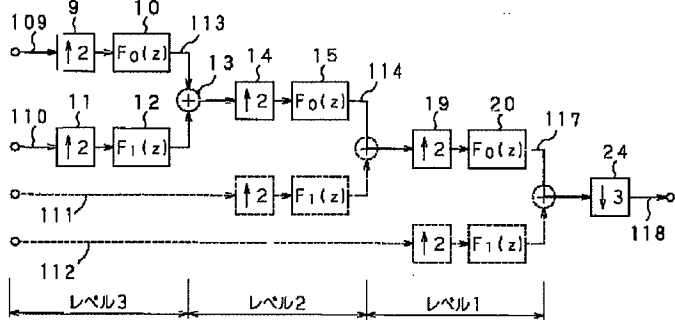 109 9 10 113
↑2 F₀(z) 13 14 15 114
110 11 12
↑2 F₁(z) ↑2 F₀(z) 19 20 117
↑2 F₀(z) 24
111 ↑2 F₁(z) ↓3
118
112 ↑2 F₁(z)
レベル3 レベル2 レベル1